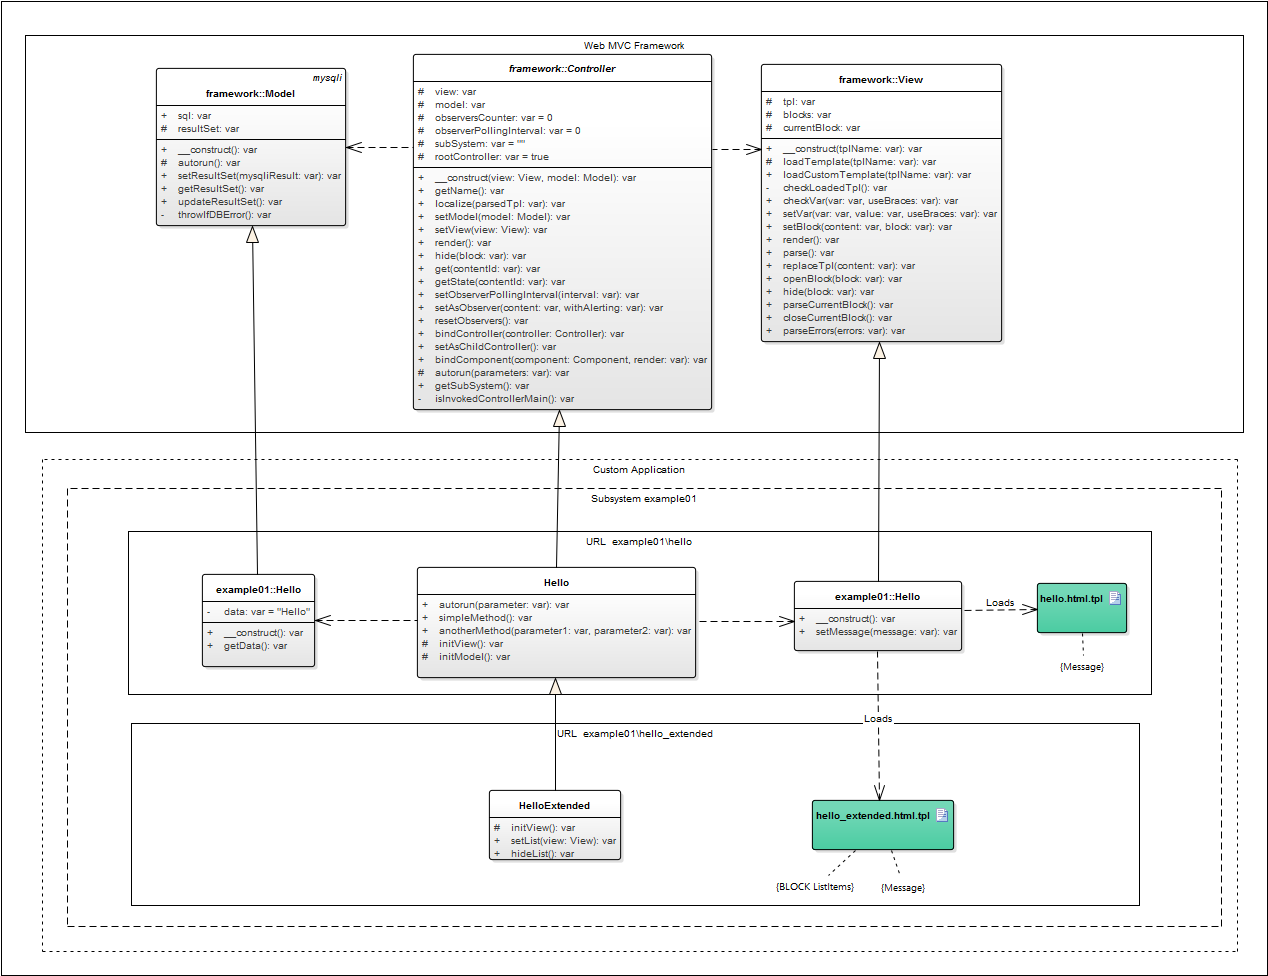 Web MVC Framework
mysqli
framework::Model
+ sql: var
# resultSet: var
+ __construct(): var
# autorun(): var
+ setResultSet(mysqliResult: var): var
+ getResultSet(): var
+ updateResultSet(): var
- throwIfDBError(): var
framework::Controller
# view: var
# model: var
# observersCounter: var = 0
# observerPollingInterval: var = 0
# subSystem: var = ""
# rootController: var = true
+ __construct(view: View, model: Model): var
+ getName(): var
+ localize(parsedTpl: var): var
+ setModel(model: Model): var
+ setView(view: View): var
+ render(): var
+ hide(block: var): var
+ get(contentId: var): var
+ getState(contentId: var): var
+ setObserverPollingInterval(interval: var): var
+ setAsObserver(content: var, withAlerting: var): var
+ resetObservers(): var
+ bindController(controller: Controller): var
+ setAsChildController(): var
+ bindComponent(component: Component, render: var): var
# autorun(parameters: var): var
+ getSubSystem(): var
- isInvokedControllerMain(): var
framework::View
# tpl: var
# blocks: var
# currentBlock: var
+ __construct(tplName: var): var
# loadTemplate(tplName: var): var
+ loadCustomTemplate(tplName: var): var
- checkLoadedTpl(): var
+ checkVar(var: var, useBraces: var): var
+ setVar(var: var, value: var, useBraces: var): var
+ setBlock(content: var, block: var): var
+ render(): var
+ parse(): var
+ replaceTpl(content: var): var
+ openBlock(block: var): var
+ hide(block: var): var
+ parseCurrentBlock(): var
+ closeCurrentBlock(): var
+ parseErrors(errors: var): var
Custom Application
Subsystem example01
URL example01\hello
example01::Hello
- data: var = "Hello"
+ __construct(): var
+ getData(): var
Hello
+ autorun(parameter: var): var
+ simpleMethod(): var
+ anotherMethod(parameter1: var, parameter2: var): var
# initView(): var
# initModel(): var
example01::Hello
+ __construct(): var
+ setMessage(message: var): var
Loads
hello.html.tpl
{Message}
Loads
URL example01\hello_extended
HelloExtended
# initView(): var
+ setList(view: View): var
+ hideList(): var
hello_extended.html.tpl
{BLOCK ListItems}
{Message}